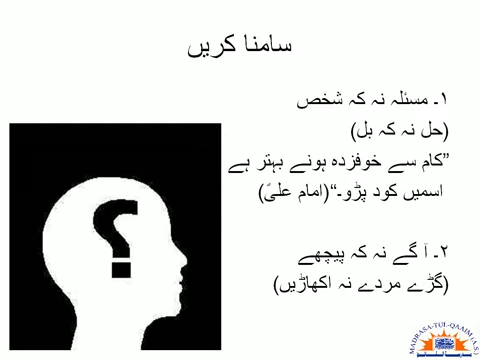 سامنا کریں
۱۔ مسئلہ نہ کہ شخص
(حل نہ کہ بل)
”کام سے خوفزدہ ہونے بہتر ہے
اسمیں کود پڑو۔“(امام علیؑ)
۲۔ آ گے نہ کہ پیچھے
(گڑے مردے نہ اکھاڑیں)
؟
MADRASA-TUL-QAAIM (A.S.)